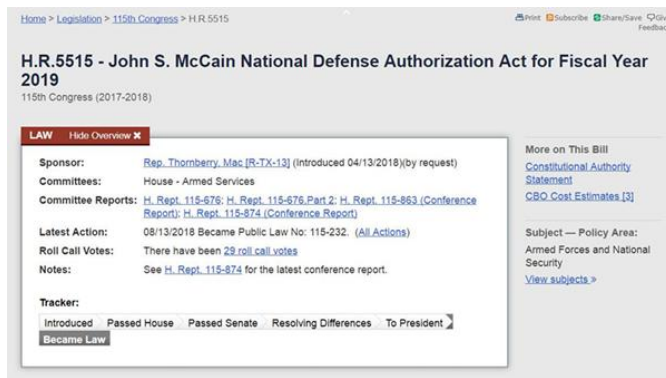 Home > Legislation > 115th Congress > H.R.5515
Print Subscribe Share/Save Give
Feedback
H.R.5515 - John S. McCain National Defense Authorization Act for Fiscal Year
2019
115th Congress (2017-2018)
LAW Hide Overview ✖
Sponsor: Rep. Thornberry, Mac [R-TX-13] (Introduced 04/13/2018)(by request)
Committees: House - Armed Services
Committee Reports: H. Rept. 115-676; H. Rept. 115-676,Part 2; H. Rept. 115-863 (Conference
Report); H. Rept. 115-874 (Conference Report)
Latest Action: 08/13/2018 Became Public Law No: 115-232. (All Actions)
Roll Call Votes: There have been 29 roll call votes
Notes: See H. Rept. 115-874 for the latest conference report.
Tracker:
Introduced Passed House Passed Senate Resolving Differences To President
Became Law
More on This Bill
Constitutional Authority
Statement
CBO Cost Estimates [3]
Subject — Policy Area:
Armed Forces and National
Security
View subjects »